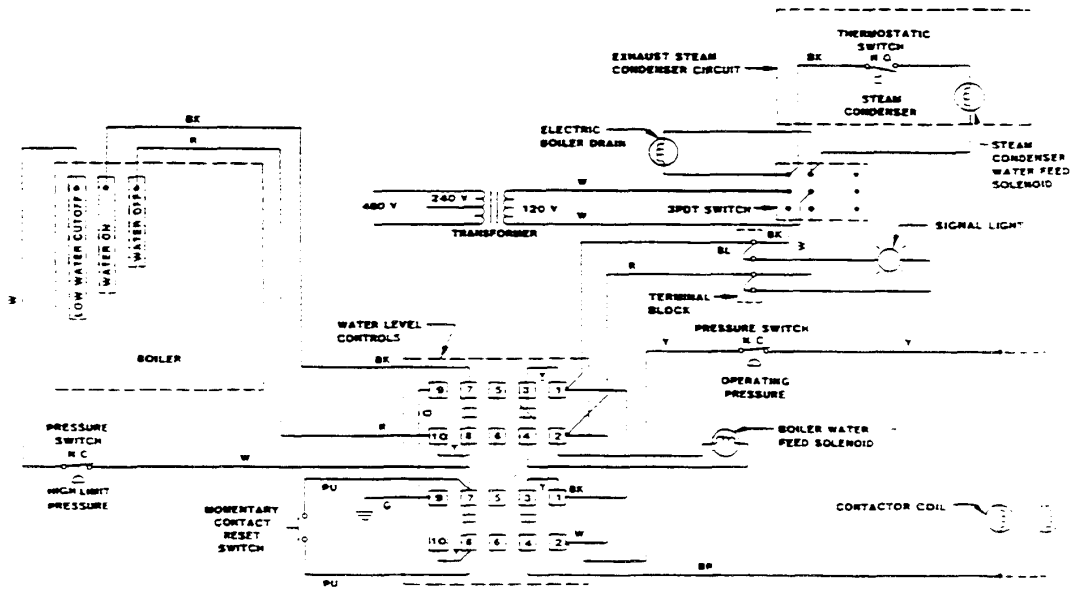 THERMOSTATIC
SWITCH
N O
BK
EXHAUST STEAM
CONDENSER CIRCUIT
STEAM
CONDENSER
ELECTRIC
BOILER DRAIN
STEAM
CONDENSER
WATER FEED
SOLENOID
BK
R
W
480 V
240 V
120 V
TRANSFORMER
W
3PDT SWITCH
SIGNAL LIGHT
LOW WATER CUTOFF
WATER ON
WATER OFF
W
BK
BL
W
R
TERMINAL
BLOCK
WATER LEVEL
CONTROLS
PRESSURE SWITCH
N C
Y
Y
OPERATING
PRESSURE
BOILER
BK
Y
9 7 5 3 1
10 8 6 4 2
R
Y
BOILER WATER
FEED SOLENOID
PRESSURE
SWITCH
N C
W
HIGH LIMIT
PRESSURE
PU
G
Y
BK
9 7 5 3 1
MOMENTARY
CONTACT
RESET
SWITCH
CONTACTOR COIL
10 8 6 4 2
W
Y
PU